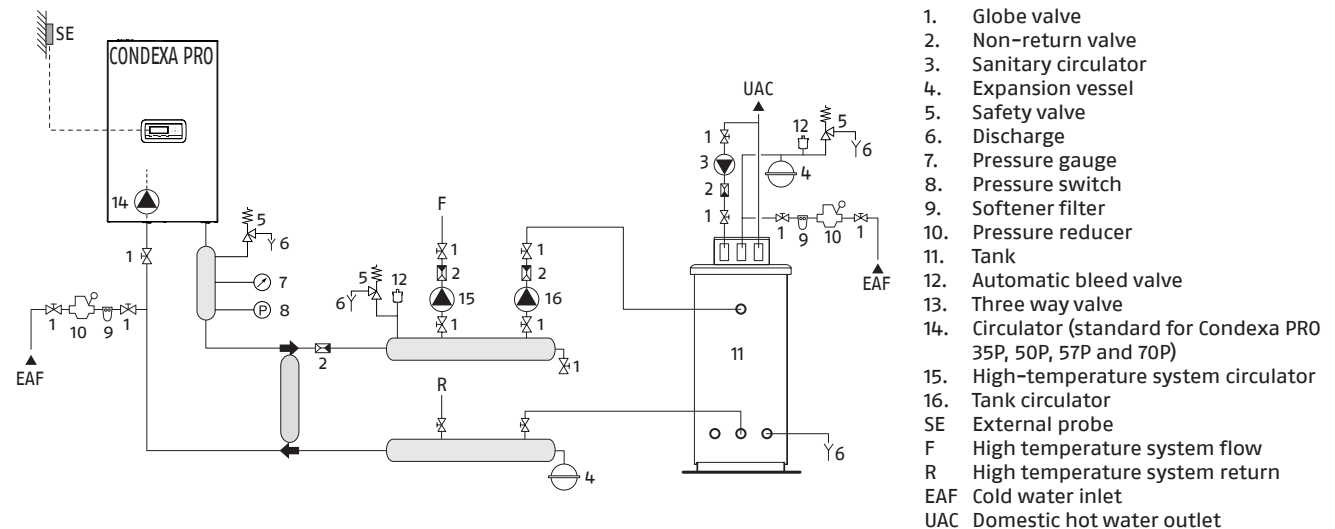 SE
CONDEXA PRO
14
1
5
6
7
P
8
1
10
9
1
EAF
2
5
6
12
F
1
2
15
1
1
2
16
1
1
R
4
UAC
1
3
2
1
12
5
6
4
1
9
10
1
EAF
11
6
1. Globe valve
2. Non-return valve
3. Sanitary circulator
4. Expansion vessel
5. Safety valve
6. Discharge
7. Pressure gauge
8. Pressure switch
9. Softener filter
10. Pressure reducer
11. Tank
12. Automatic bleed valve
13. Three way valve
14. Circulator (standard for Condexa PRO
35P, 50P, 57P and 70P)
15. High-temperature system circulator
16. Tank circulator
SE External probe
F High temperature system flow
R High temperature system return
EAF Cold water inlet
UAC Domestic hot water outlet